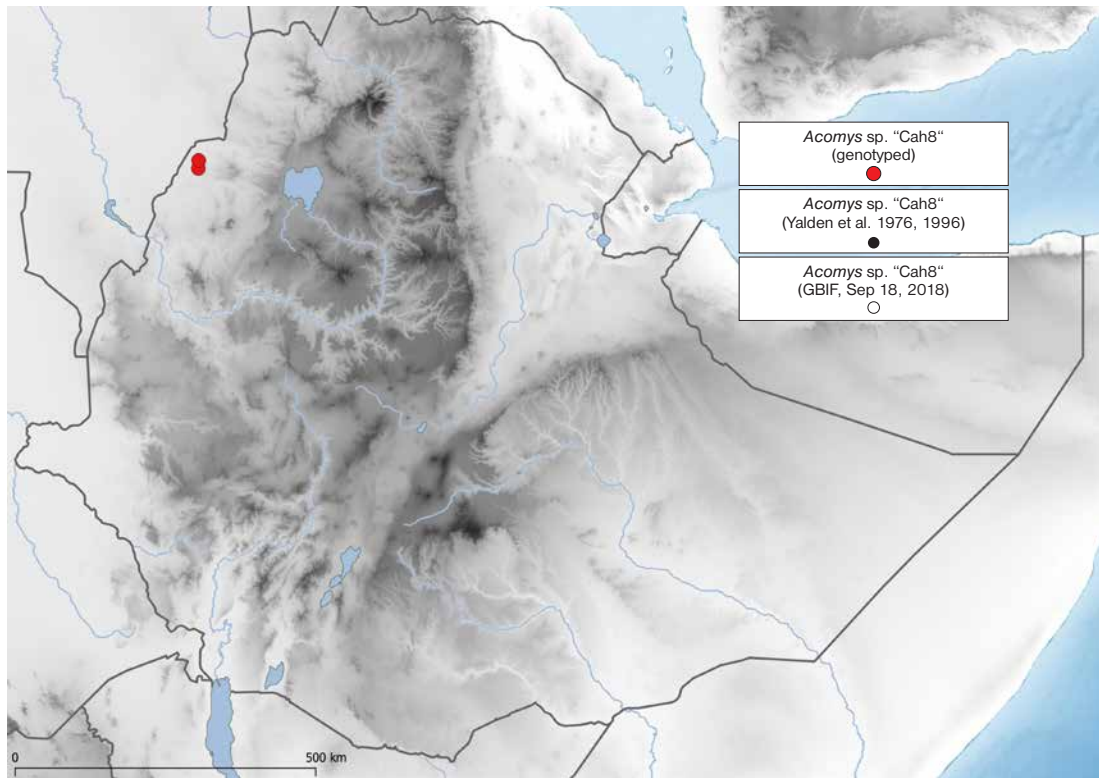 Acomys sp. "Cah8"
(genotyped)
Acomys sp. "Cah8"
(Yalden et al. 1976, 1996)
Acomys sp. "Cah8"
(GBIF, Sep 18, 2018)
0 500 km